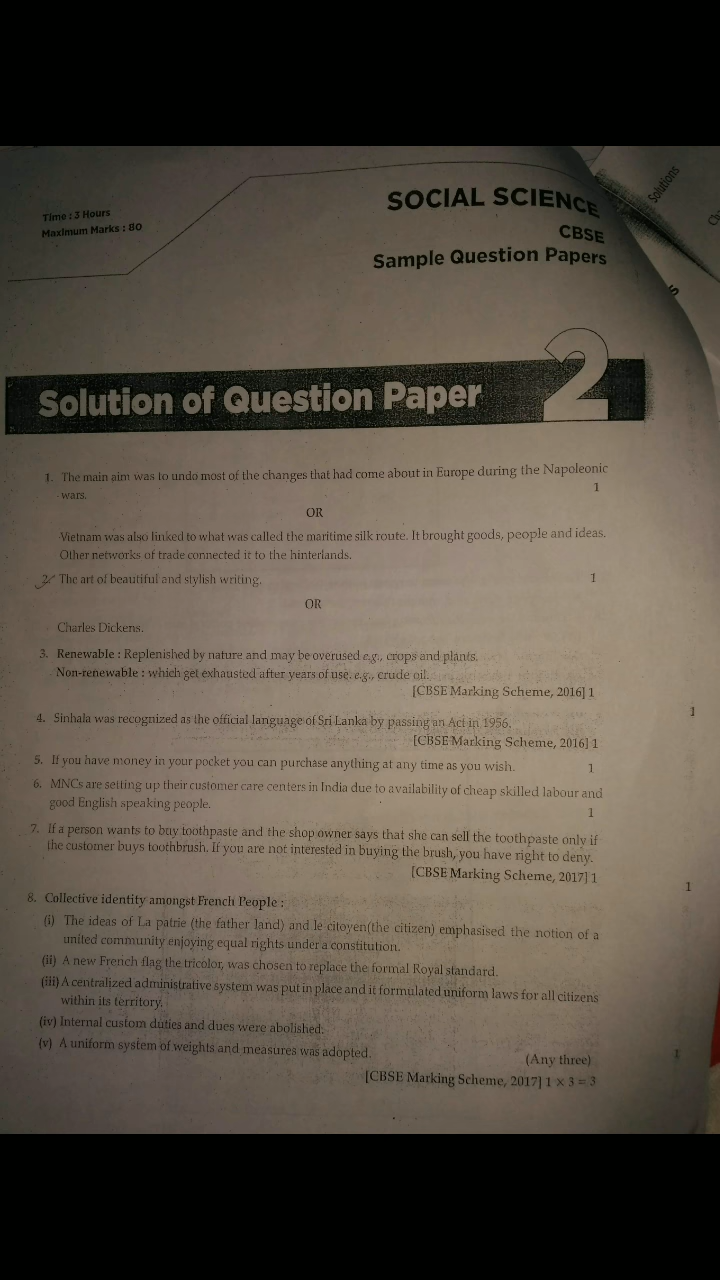 Time : 3 Hours
Maximum Marks : 80
SOCIAL SCIENCE
CBSE
Sample Question Papers
Solutions
Solution of Question Paper 2
1. The main aim was to undo most of the changes that had come about in Europe during the Napoleonic
wars. 1
OR
Vietnam was also linked to what was called the maritime silk route. It brought goods, people and ideas.
Other networks of trade connected it to the hinterlands.
2. The art of beautiful and stylish writing. 1
OR
Charles Dickens.
3. Renewable : Replenished by nature and may be overused e.g., crops and plants.
Non-renewable : which get exhausted after years of use. e.g., crude oil.
[CBSE Marking Scheme, 2016] 1
4. Sinhala was recognized as the official language of Sri Lanka by passing an Act in 1956.
[CBSE Marking Scheme, 2016] 1
5. If you have money in your pocket you can purchase anything at any time as you wish. 1
6. MNCs are setting up their customer care centers in India due to availability of cheap skilled labour and
good English speaking people. 1
7. If a person wants to buy toothpaste and the shop owner says that she can sell the toothpaste only if
the customer buys toothbrush. If you are not interested in buying the brush, you have right to deny.
[CBSE Marking Scheme, 2017] 1
8. Collective identity amongst French People :
(i) The ideas of La patrie (the father land) and le citoyen(the citizen) emphasised the notion of a
united community enjoying equal rights under a constitution.
(ii) A new French flag the tricolor, was chosen to replace the formal Royal standard.
(iii) A centralized administrative system was put in place and it formulated uniform laws for all citizens
within its territory.
(iv) Internal custom duties and dues were abolished.
(v) A uniform system of weights and measures was adopted. (Any three)
[CBSE Marking Scheme, 2017] 1 × 3 = 3
1
1
1